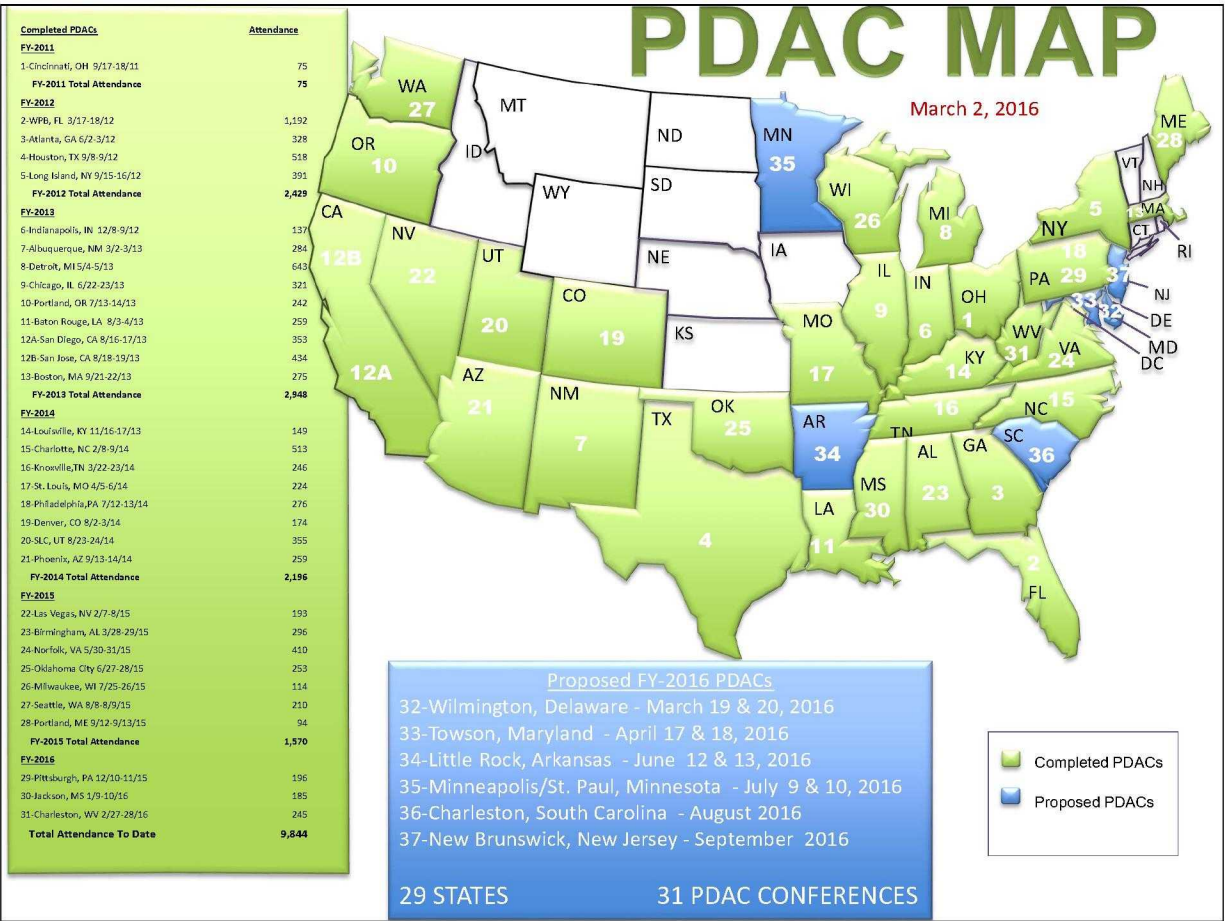 PDAC MAP
March 2, 2016
Completed PDACs Attendance
FY-2011
1-Cincinnati, OH 9/17-18/11 75
FY-2011 Total Attendance 75
FY-2012
2-WPB, FL 3/17-18/12 1,192
3-Atlanta, GA 6/2-3/12 328
4-Houston, TX 9/8-9/12 518
5-Long Island, NY 9/15-16/12 391
FY-2012 Total Attendance 2,429
FY-2013
6-Indianapolis, IN 12/8-9/12 137
7-Albuquerque, NM 3/2-3/13 284
8-Detroit, MI 5/4-5/13 643
9-Chicago, IL 6/22-23/13 321
10-Portland, OR 7/13-14/13 242
11-Baton Rouge, LA 8/3-4/13 259
12A-San Diego, CA 8/16-17/13 353
12B-San Jose, CA 8/18-19/13 434
13-Boston, MA 9/21-22/13 275
FY-2013 Total Attendance 2,948
FY-2014
14-Louisville, KY 11/16-17/13 149
15-Charlotte, NC 2/8-9/14 513
16-Knoxville,TN 3/22-23/14 246
17-St. Louis, MO 4/5-6/14 224
18-Philadelphia,PA 7/12-13/14 276
19-Denver, CO 8/2-3/14 174
20-SLC, UT 8/23-24/14 355
21-Phoenix, AZ 9/13-14/14 259
FY-2014 Total Attendance 2,196
FY-2015
22-Las Vegas, NV 2/7-8/15 193
23-Birmingham, AL 3/28-29/15 296
24-Norfolk, VA 5/30-31/15 410
25-Oklahoma City 6/27-28/15 253
26-Milwaukee, WI 7/25-26/15 114
27-Seattle, WA 8/8-8/9/15 210
28-Portland, ME 9/12-9/13/15 94
FY-2015 Total Attendance 1,570
FY-2016
29-Pittsburgh, PA 12/10-11/15 196
30-Jackson, MS 1/9-10/16 185
31-Charleston, WV 2/27-28/16 245
Total Attendance To Date 9,844
WA
27
MT
ND
MN
35
ME
28
OR
10
ID
VT
NH
SD
WY
WI
26
MI
8
NY
5
13
MA
CT
RI
CA
12B
12A
NV
22
UT
20
NE
IA
IL
9
IN
6
OH
1
PA
18
29
37
NJ
DE
32
MD
33
DC
CO
19
KS
MO
17
WV
31
VA
24
KY
14
AZ
21
NM
7
TX
4
OK
25
AR
34
TN
16
NC
15
SC
36
MS
30
AL
23
GA
3
LA
11
2
FL
Proposed FY-2016 PDACs
32-Wilmington, Delaware - March 19 & 20, 2016
33-Towson, Maryland - April 17 & 18, 2016
34-Little Rock, Arkansas - June 12 & 13, 2016
35-Minneapolis/St. Paul, Minnesota - July 9 & 10, 2016
36-Charleston, South Carolina - August 2016
37-New Brunswick, New Jersey - September 2016
29 STATES 31 PDAC CONFERENCES
Completed PDACs
Proposed PDACs